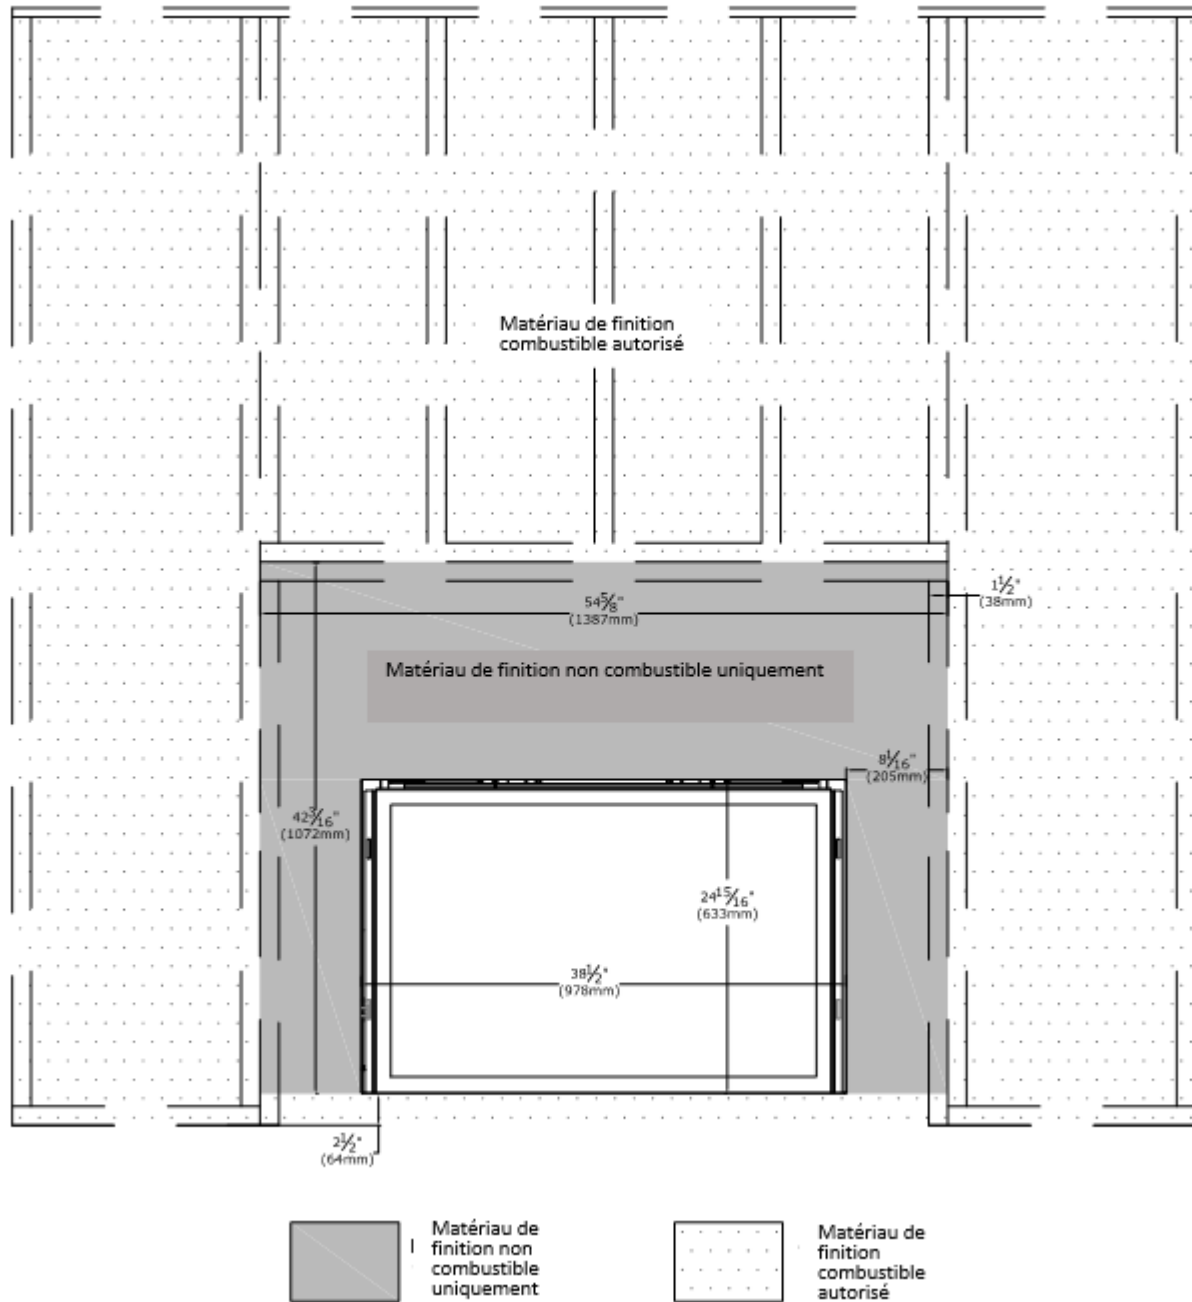 Matériau de finition
combustible autorisé
1½"
(38mm)
54⅝"
(1387mm)
Matériau de finition non combustible uniquement
8 1/16"
(205mm)
42 3/16"
(1072mm)
24 15/16"
(633mm)
38½"
(978mm)
2½"
(64mm)
Matériau de
finition non
combustible
uniquement
Matériau de
finition
combustible
autorisé